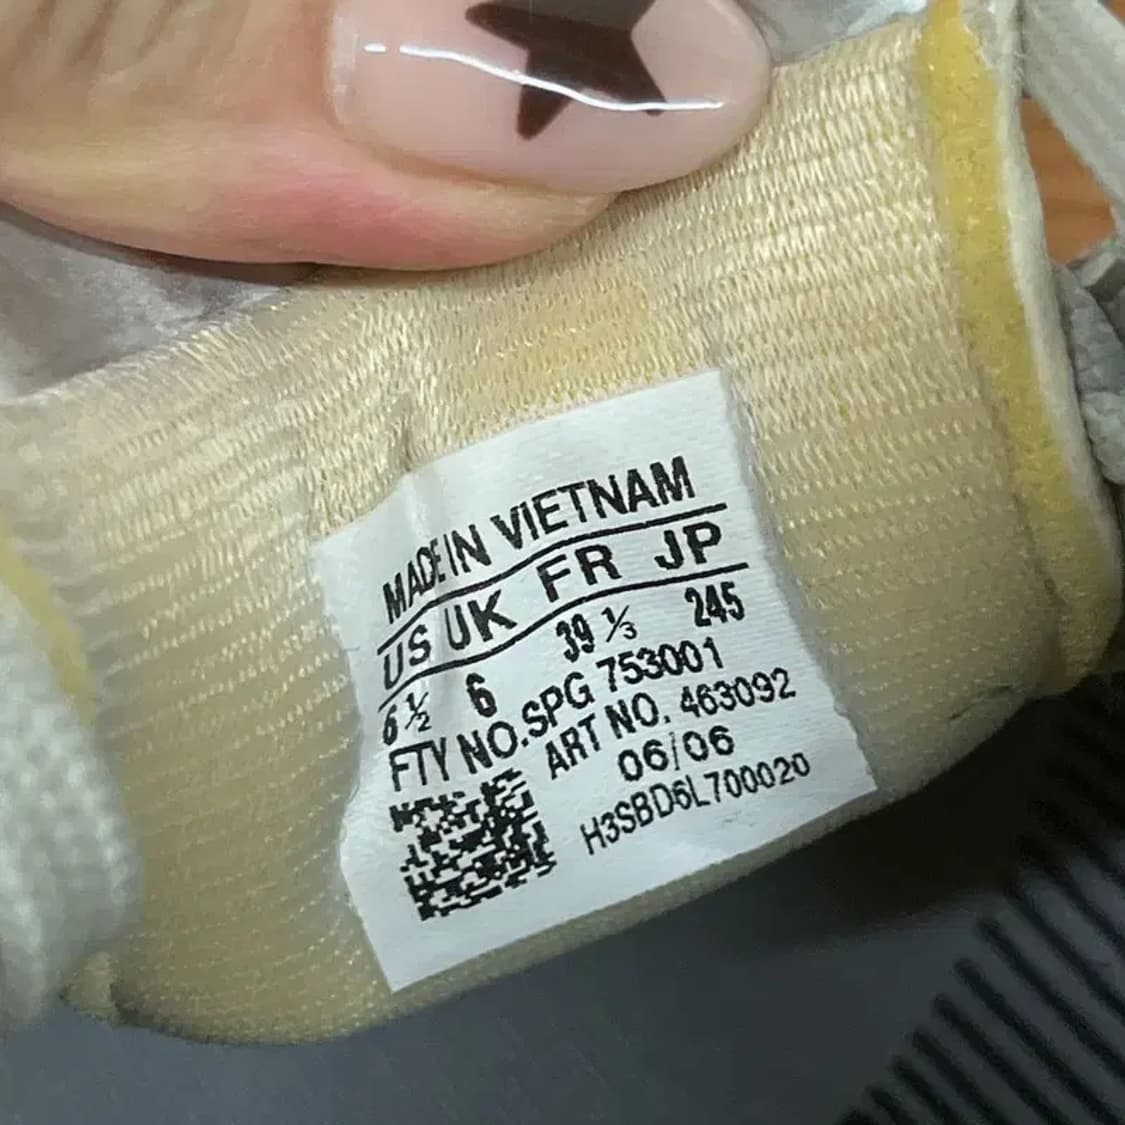 MADE IN VIETNAM
US UK FR JP
6 ½ 6 39 ⅓ 245
FTY NO.SPG 753001
ART NO. 463092
06/06
H3SBD6L700020